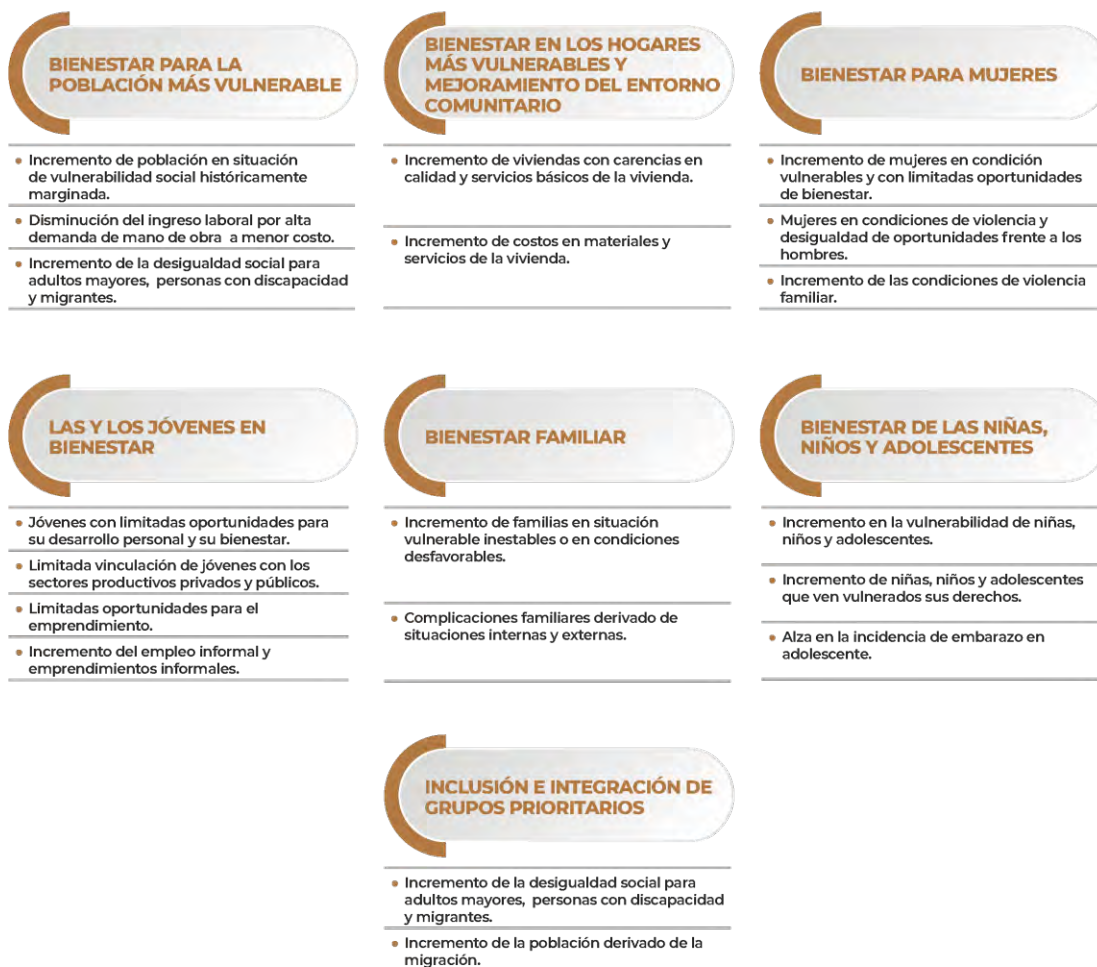 BIENESTAR PARA LA
POBLACIÓN MÁS VULNERABLE
• Incremento de población en situación
de vulnerabilidad social históricamente
marginada.
• Disminución del ingreso laboral por alta
demanda de mano de obra a menor costo.
• Incremento de la desigualdad social para
adultos mayores, personas con discapacidad
y migrantes.
BIENESTAR EN LOS HOGARES
MÁS VULNERABLES Y
MEJORAMIENTO DEL ENTORNO
COMUNITARIO
• Incremento de viviendas con carencias en
calidad y servicios básicos de la vivienda.
• Incremento de costos en materiales y
servicios de la vivienda.
BIENESTAR PARA MUJERES
• Incremento de mujeres en condición
vulnerables y con limitadas oportunidades
de bienestar.
• Mujeres en condiciones de violencia y
desigualdad de oportunidades frente a los
hombres.
• Incremento de las condiciones de violencia
familiar.
LAS Y LOS JÓVENES EN
BIENESTAR
• Jóvenes con limitadas oportunidades para
su desarrollo personal y su bienestar.
• Limitada vinculación de jóvenes con los
sectores productivos privados y públicos.
• Limitadas oportunidades para el
emprendimiento.
• Incremento del empleo informal y
emprendimientos informales.
BIENESTAR FAMILIAR
• Incremento de familias en situación
vulnerable inestables o en condiciones
desfavorables.
• Complicaciones familiares derivado de
situaciones internas y externas.
BIENESTAR DE LAS NIÑAS,
NIÑOS Y ADOLESCENTES
• Incremento en la vulnerabilidad de niñas,
niños y adolescentes.
• Incremento de niñas, niños y adolescentes
que ven vulnerados sus derechos.
• Alza en la incidencia de embarazo en
adolescente.
INCLUSIÓN E INTEGRACIÓN DE
GRUPOS PRIORITARIOS
• Incremento de la desigualdad social para
adultos mayores, personas con discapacidad
y migrantes.
• Incremento de la población derivado de la
migración.